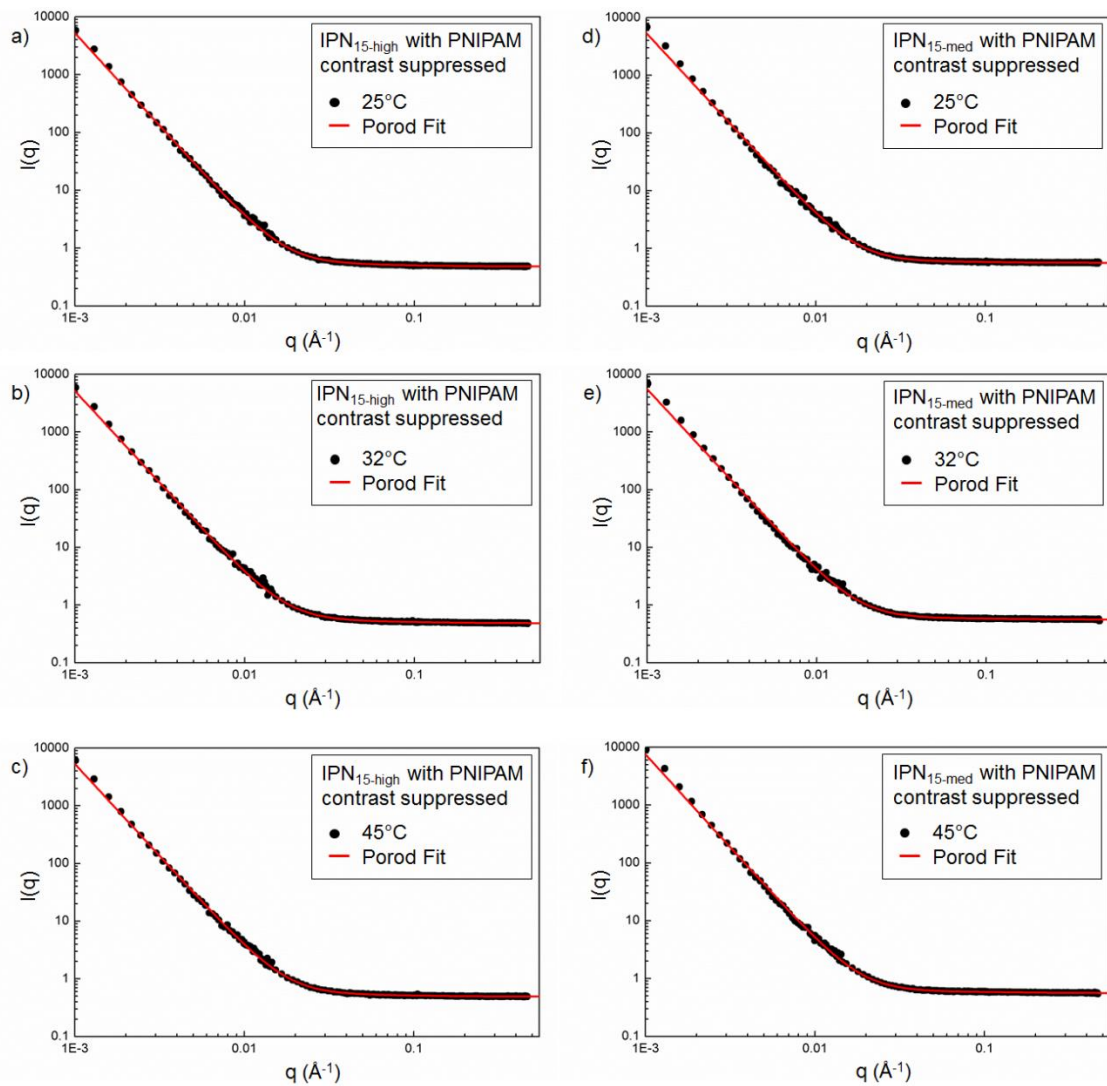 a)
IPN15-high with PNIPAM
contrast suppressed
25°C
Porod Fit
10000
1000
100
10
1
0.1
I(q)
1E-3
0.01
0.1
q (Å-1)
d)
IPN15-med with PNIPAM
contrast suppressed
25°C
Porod Fit
10000
1000
100
10
1
0.1
I(q)
1E-3
0.01
0.1
q (Å-1)
b)
IPN15-high with PNIPAM
contrast suppressed
32°C
Porod Fit
10000
1000
100
10
1
0.1
I(q)
1E-3
0.01
0.1
q (Å-1)
e)
IPN15-med with PNIPAM
contrast suppressed
32°C
Porod Fit
10000
1000
100
10
1
0.1
I(q)
1E-3
0.01
0.1
q (Å-1)
c)
IPN15-high with PNIPAM
contrast suppressed
45°C
Porod Fit
10000
1000
100
10
1
0.1
I(q)
1E-3
0.01
0.1
q (Å-1)
f)
IPN15-med with PNIPAM
contrast suppressed
45°C
Porod Fit
10000
1000
100
10
1
0.1
I(q)
1E-3
0.01
0.1
q (Å-1)